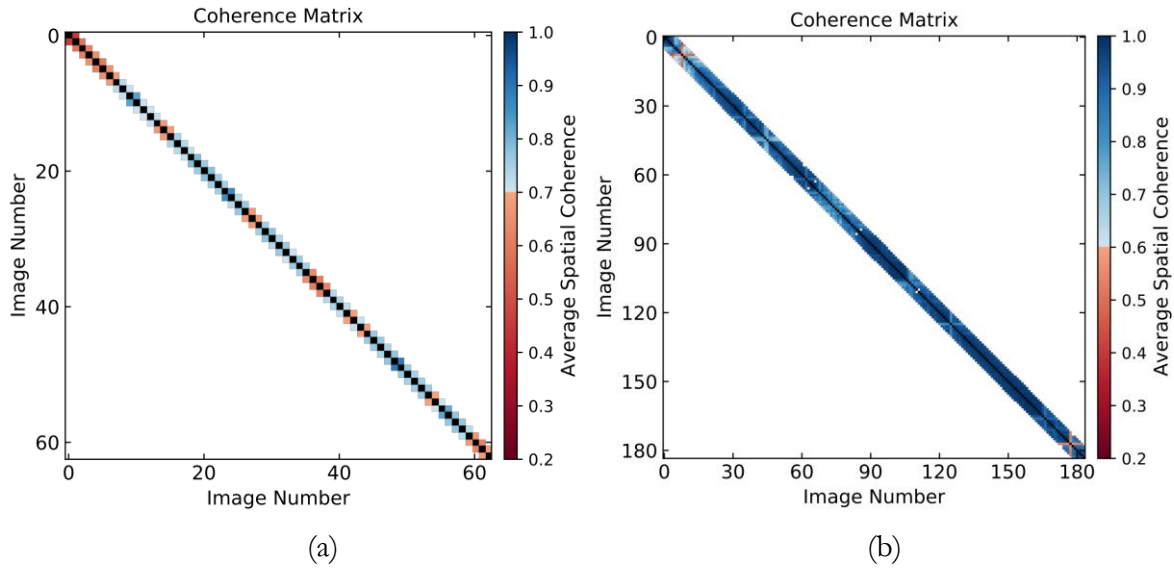 Coherence Matrix
0
20
40
60
0 20 40 60
Image Number
Image Number
1.0
0.9
0.8
0.7
0.6
0.5
0.4
0.3
0.2
Average Spatial Coherence
(a)
Coherence Matrix
0
30
60
90
120
150
180
0 30 60 90 120 150 180
Image Number
Image Number
1.0
0.9
0.8
0.7
0.6
0.5
0.4
0.3
0.2
Average Spatial Coherence
(b)